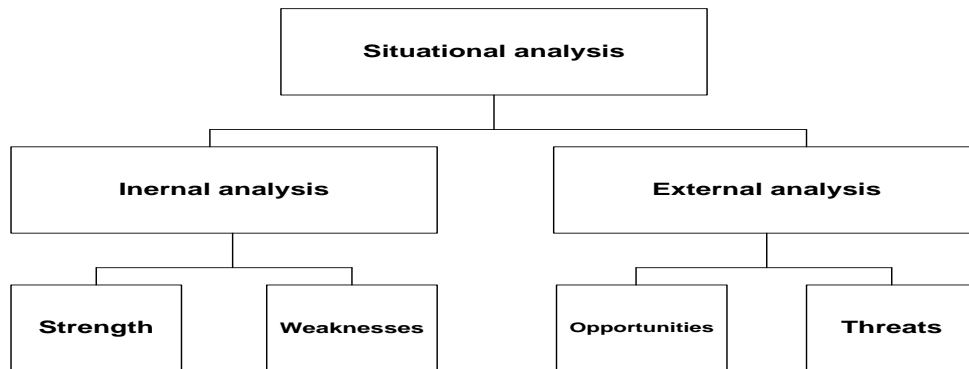 Situational analysis
Inernal analysis
External analysis
Strength
Weaknesses
Opportunities
Threats